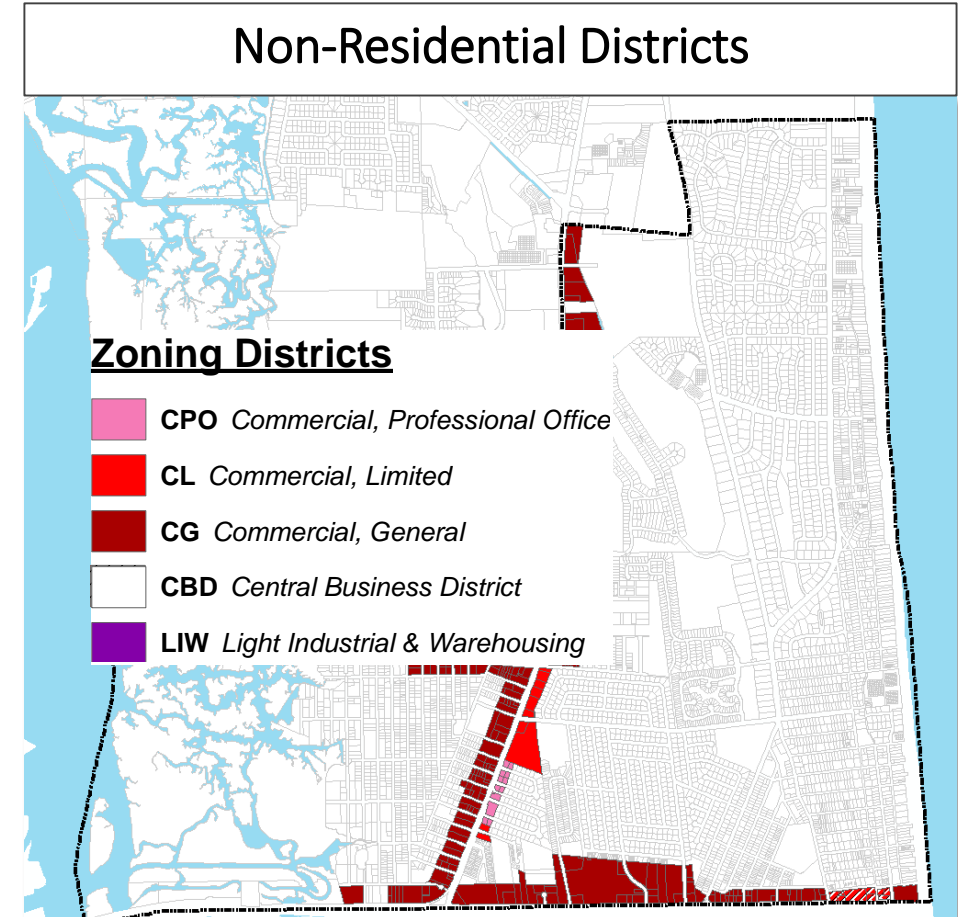 Non-Residential Districts
Zoning Districts
CPO Commercial, Professional Office
CL Commercial, Limited
CG Commercial, General
CBD Central Business District
LIW Light Industrial & Warehousing